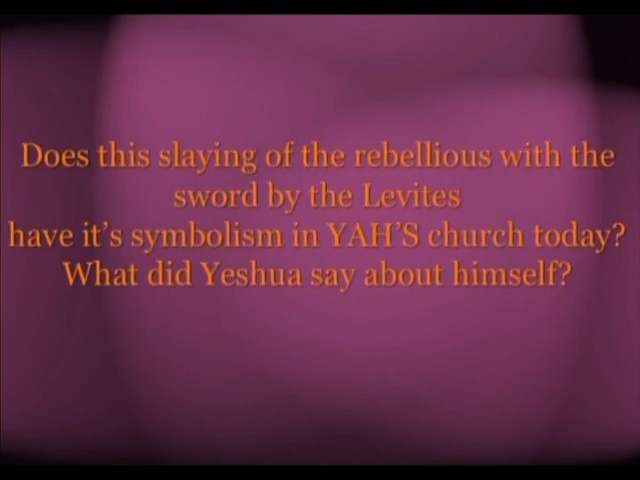 Does this slaying of the rebellious with the
sword by the Levites
have it's symbolism in YAH'S church today?
What did Yeshua say about himself?